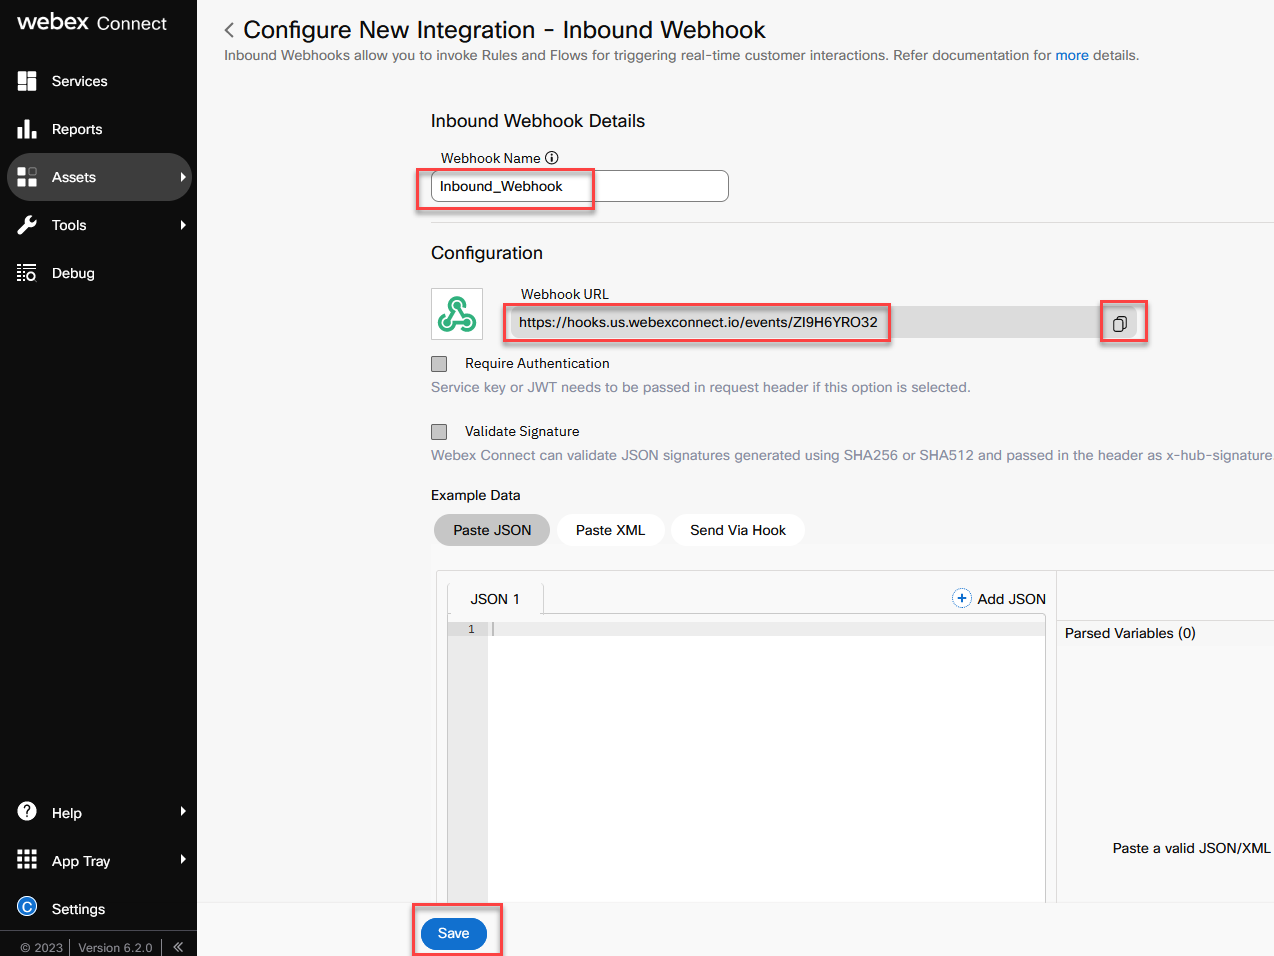 webex Connect
Services
Reports
Assets
Tools
Debug
Help
App Tray
C
Settings
© 2023 | Version 6.2.0
Configure New Integration - Inbound Webhook
Inbound Webhooks allow you to invoke Rules and Flows for triggering real-time customer interactions. Refer documentation for more details.
Inbound Webhook Details
Webhook Name
Inbound_Webhook
Configuration
Webhook URL
https://hooks.us.webexconnect.io/events/ZI9H6YRO32
Require Authentication
Service key or JWT needs to be passed in request header if this option is selected.
Validate Signature
Webex Connect can validate JSON signatures generated using SHA256 or SHA512 and passed in the header as x-hub-signature
Example Data
Paste JSON Paste XML Send Via Hook
JSON 1 Add JSON
1
Parsed Variables (0)
Paste a valid JSON/XML
Save